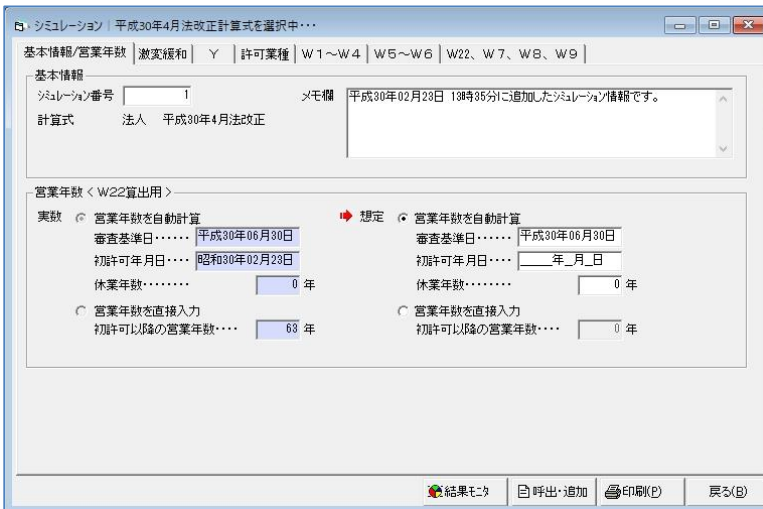 シミュレーション｜平成30年4月法改正計算式を選択中・・・
基本情報/営業年数 激変緩和 Y 許可業種 W1～W4 W5～W6 W22、W7、W8、W9
基本情報
シミュレーション番号 1 メモ欄 平成30年02月23日 13時35分に追加したシミュレーション情報です。
計算式 法人 平成30年4月法改正
営業年数＜W22算出用＞
実数 営業年数を自動計算 想定 営業年数を自動計算
審査基準日・・・・・・ 平成30年06月30日 審査基準日・・・・・・ 平成30年06月30日
初許可年月日・・・・ 昭和30年02月23日 初許可年月日・・・・ ____年_月_日
休業年数・・・・・・・・ 0 年 休業年数・・・・・・・・ 0 年
営業年数を直接入力 営業年数を直接入力
初許可以降の営業年数・・・・ 63 年 初許可以降の営業年数・・・・ 0 年
結果モニタ 呼出・追加 印刷(P) 戻る(B)